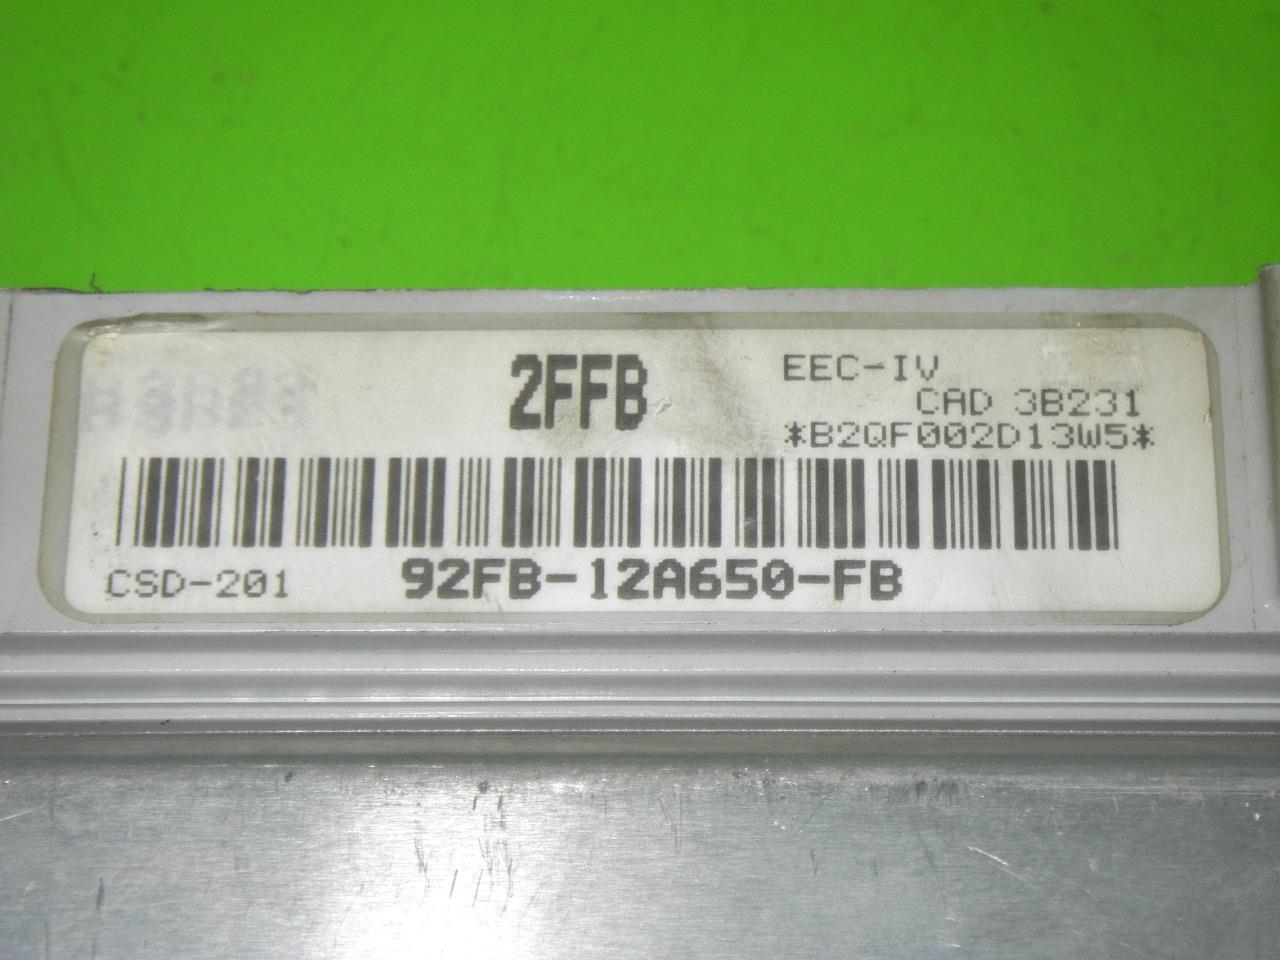 2FFB
EEC-IV
CAD 3B231
*B2QF002D13W5*
CSD-201
92FB-12A650-FB